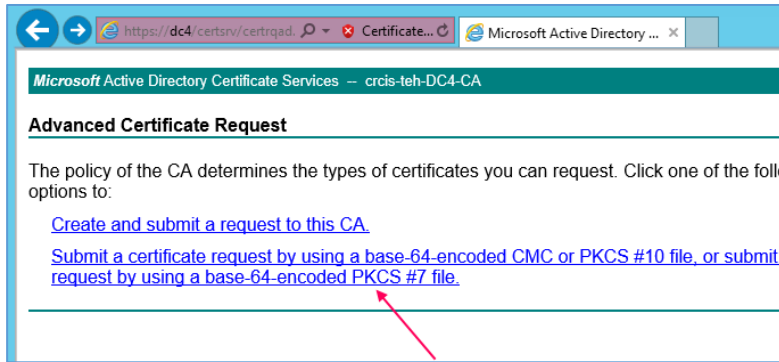 https://dc4/certsrv/certrqad. Certificate... Microsoft Active Directory ...
Microsoft Active Directory Certificate Services -- crcis-teh-DC4-CA
Advanced Certificate Request
The policy of the CA determines the types of certificates you can request. Click one of the foll
options to:
Create and submit a request to this CA.
Submit a certificate request by using a base-64-encoded CMC or PKCS #10 file, or submit
request by using a base-64-encoded PKCS #7 file.